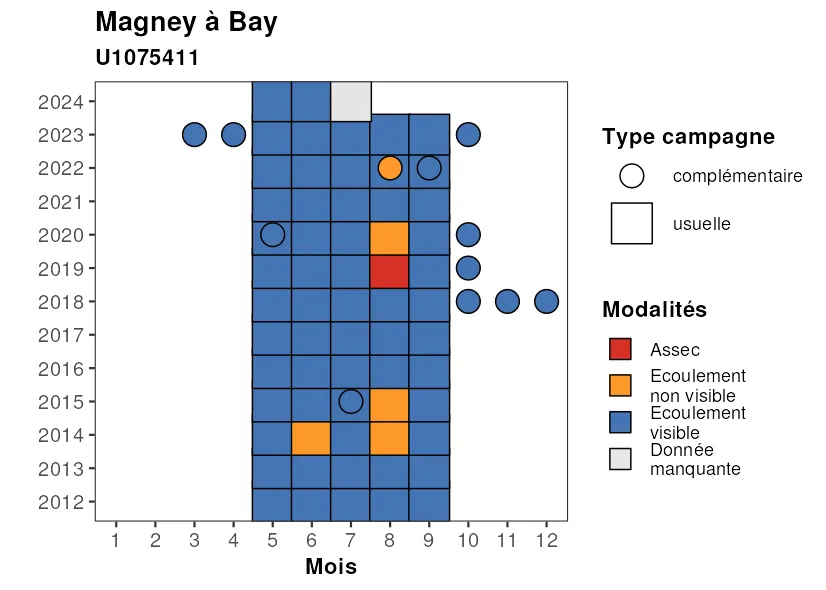 Magney à Bay
U1075411
2024
2023
2022
2021
2020
2019
2018
2017
2016
2015
2014
2013
2012
1 2 3 4 5 6 7 8 9 10 11 12
Mois
Type campagne
complémentaire
usuelle
Modalités
Assec
Ecoulement
non visible
Ecoulement
visible
Donnée
manquante